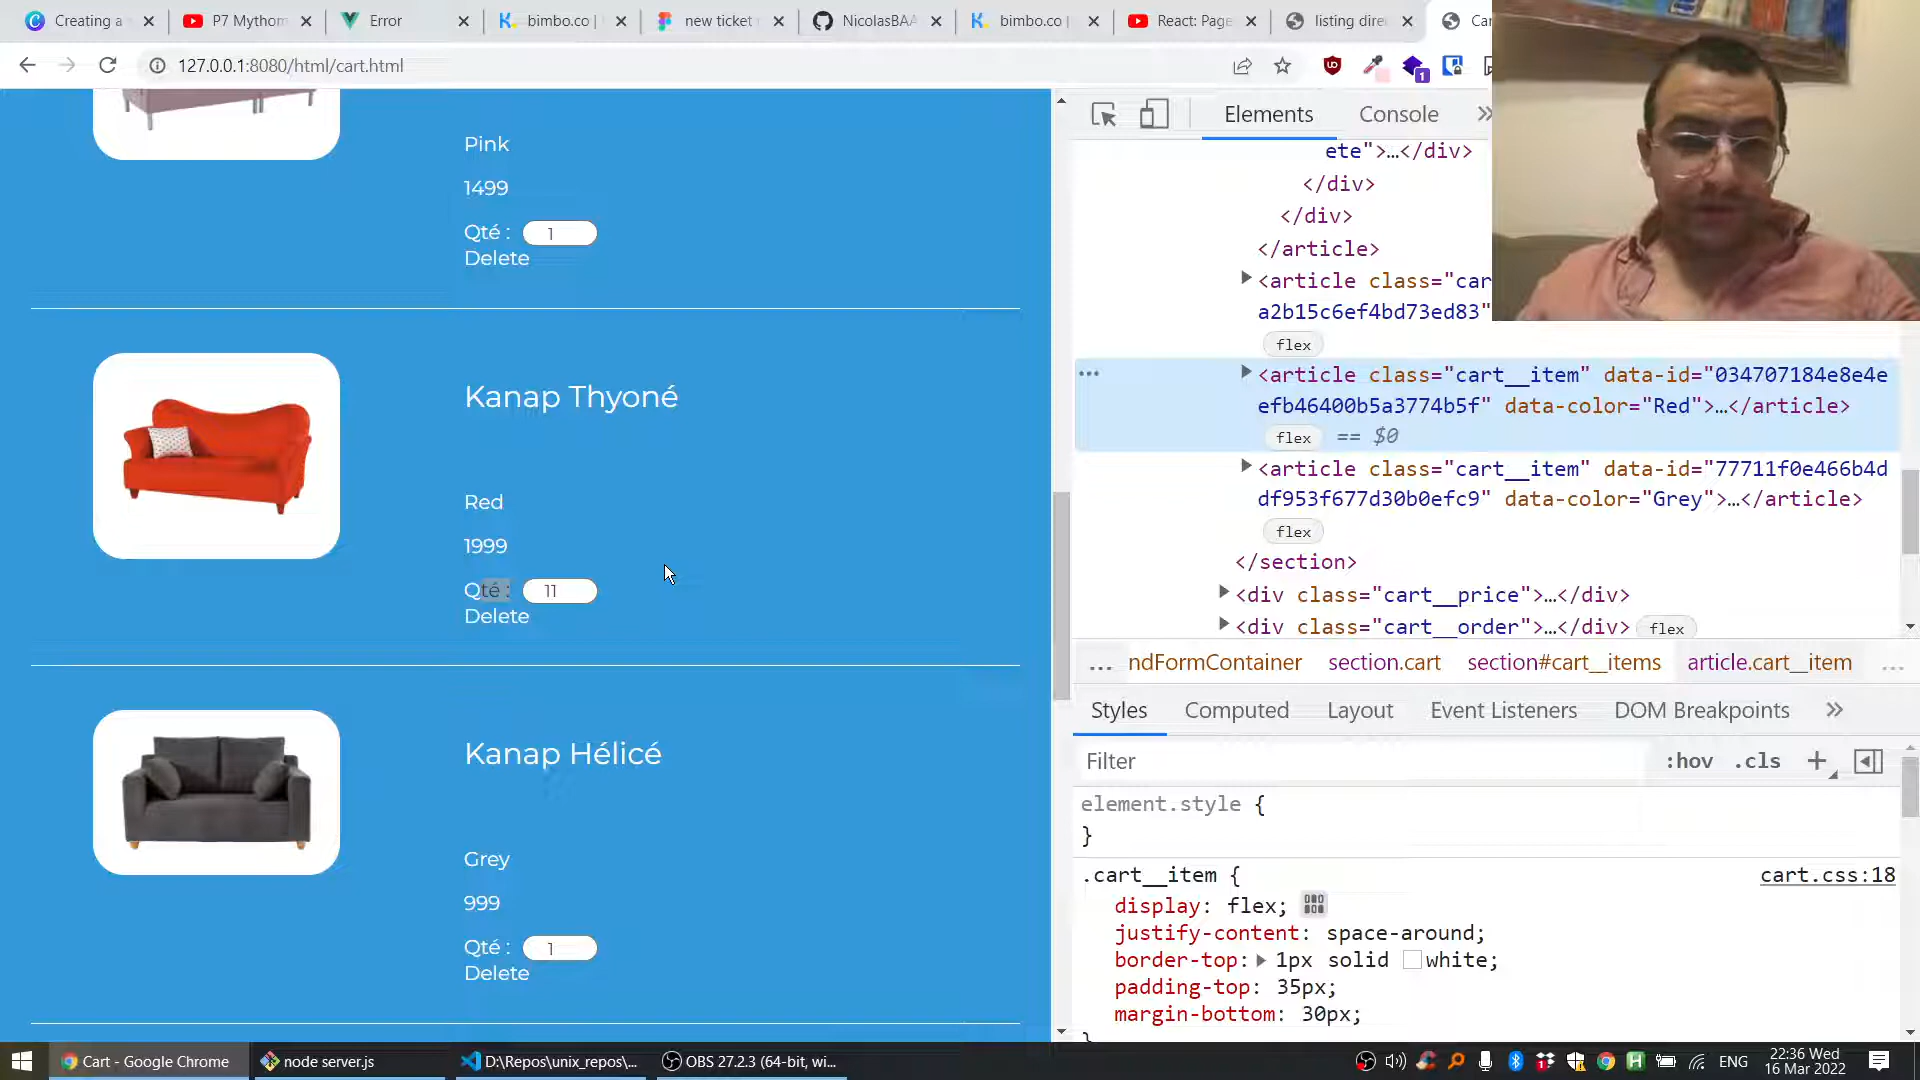 Creating a
P7 Mythom
Error
bimbo.co |
new ticket
NicolasBAA
bimbo.co |
React: Page
listing dire
Car
127.0.0.1:8080/html/cart.html
1
Pink
1499
Qté : 1
Delete
Kanap Thyoné
Red
1999
Qté : 11
Delete
Kanap Hélicé
Grey
999
Qté : 1
Delete
Elements
Console
ete">…</div>
</div>
</div>
</article>
<article class="car
a2b15c6ef4bd73ed83"
flex
<article class="cart__item" data-id="034707184e8e4e
efb46400b5a3774b5f" data-color="Red">…</article>
flex == $0
<article class="cart__item" data-id="77711f0e466b4d
df953f677d30b0efc9" data-color="Grey">…</article>
flex
</section>
<div class="cart__price">…</div>
<div class="cart__order">…</div> flex
… ndFormContainer section.cart section#cart__items article.cart__item …
Styles Computed Layout Event Listeners DOM Breakpoints
Filter :hov .cls
element.style {
}
.cart__item { cart.css:18
display: flex;
justify-content: space-around;
border-top: 1px solid white;
padding-top: 35px;
margin-bottom: 30px;
}
Cart - Google Chrome
node server.js
D:\Repos\unix_repos\...
OBS 27.2.3 (64-bit, wi...
ENG
22:36 Wed
16 Mar 2022